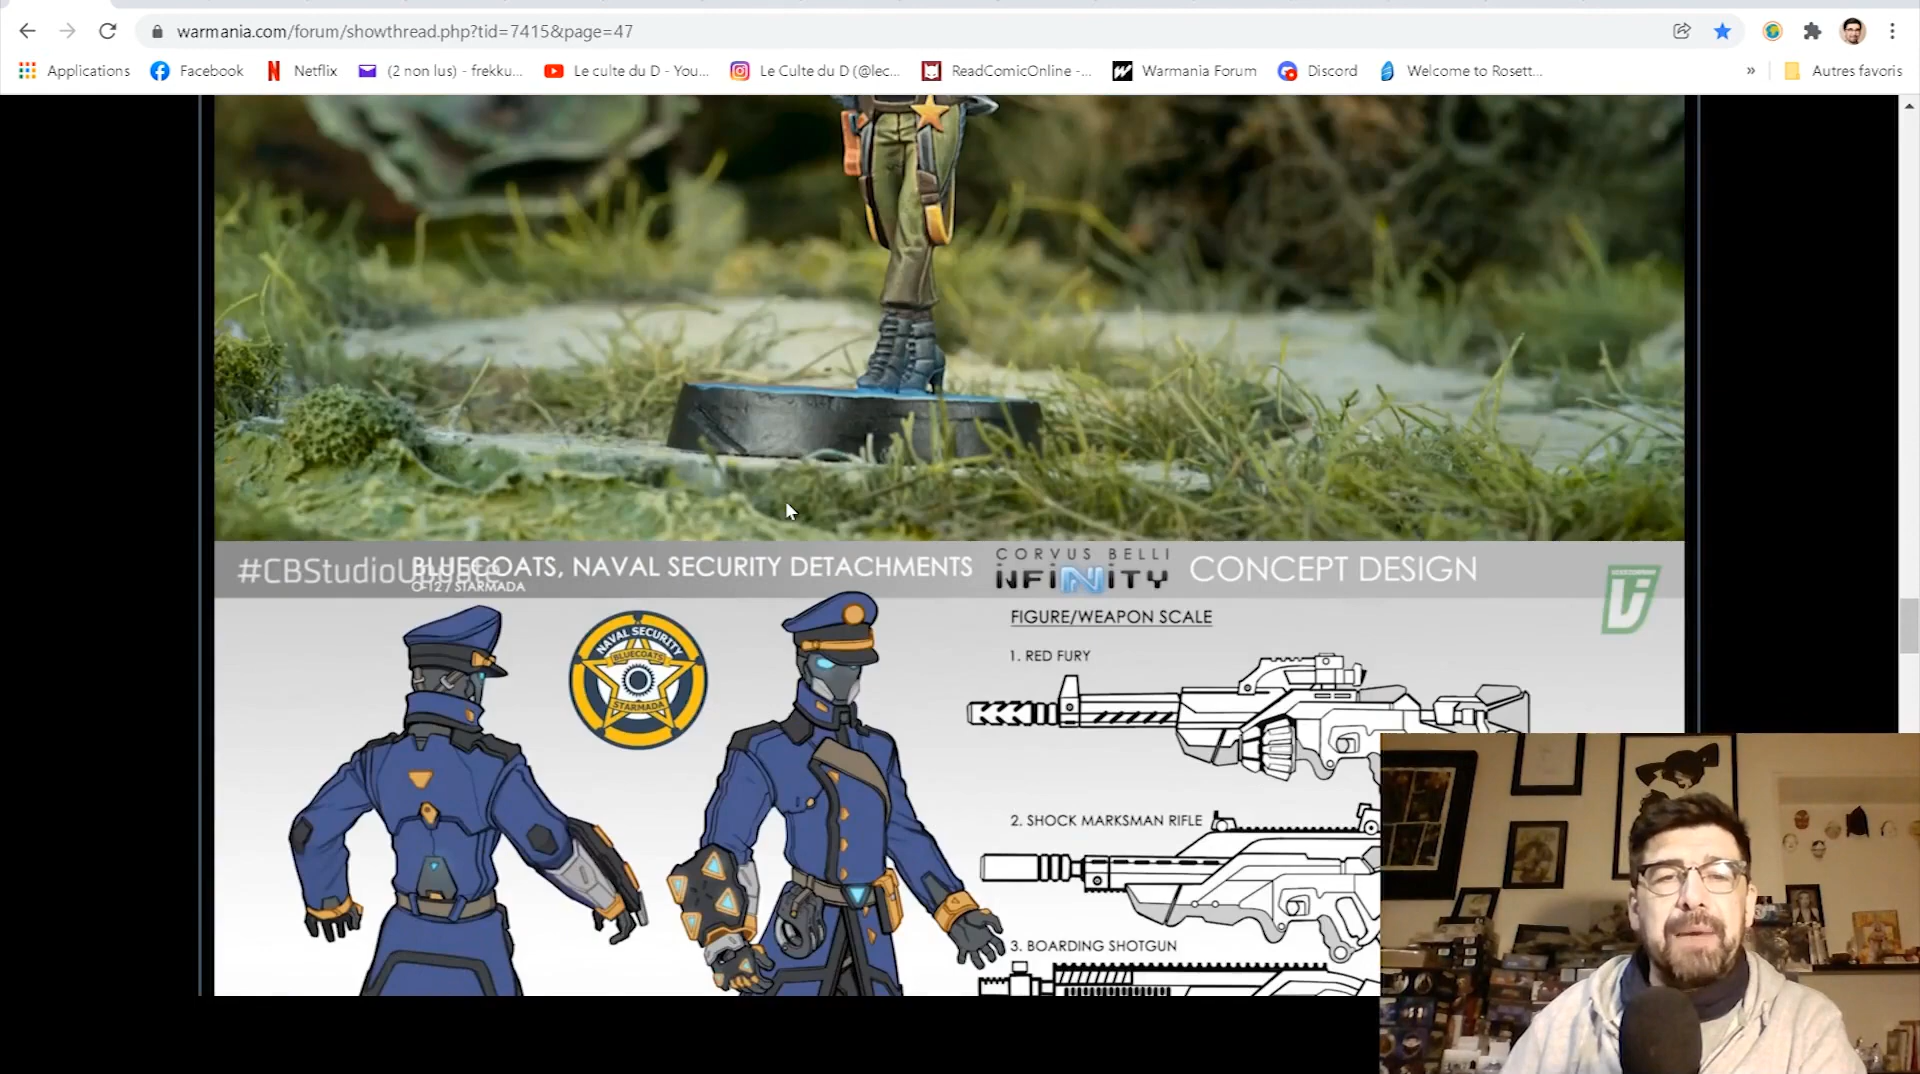 warmania.com/forum/showthread.php?tid=7415&page=47
Applications
Facebook
Netflix
(2 non lus) - frekku...
Le culte du D - You...
Le Culte du D (@lec...
ReadComicOnline -...
Warmania Forum
Discord
Welcome to Rosett...
»
Autres favoris
#CBStudioUpdate
BLUECOATS, NAVAL SECURITY DETACHMENTS
O-12 / STARMADA
CORVUS BELLI
INFINITY
CONCEPT DESIGN
NAVAL SECURITY
BLUECOATS
STARMADA
FIGURE/WEAPON SCALE
1. RED FURY
2. SHOCK MARKSMAN RIFLE
3. BOARDING SHOTGUN